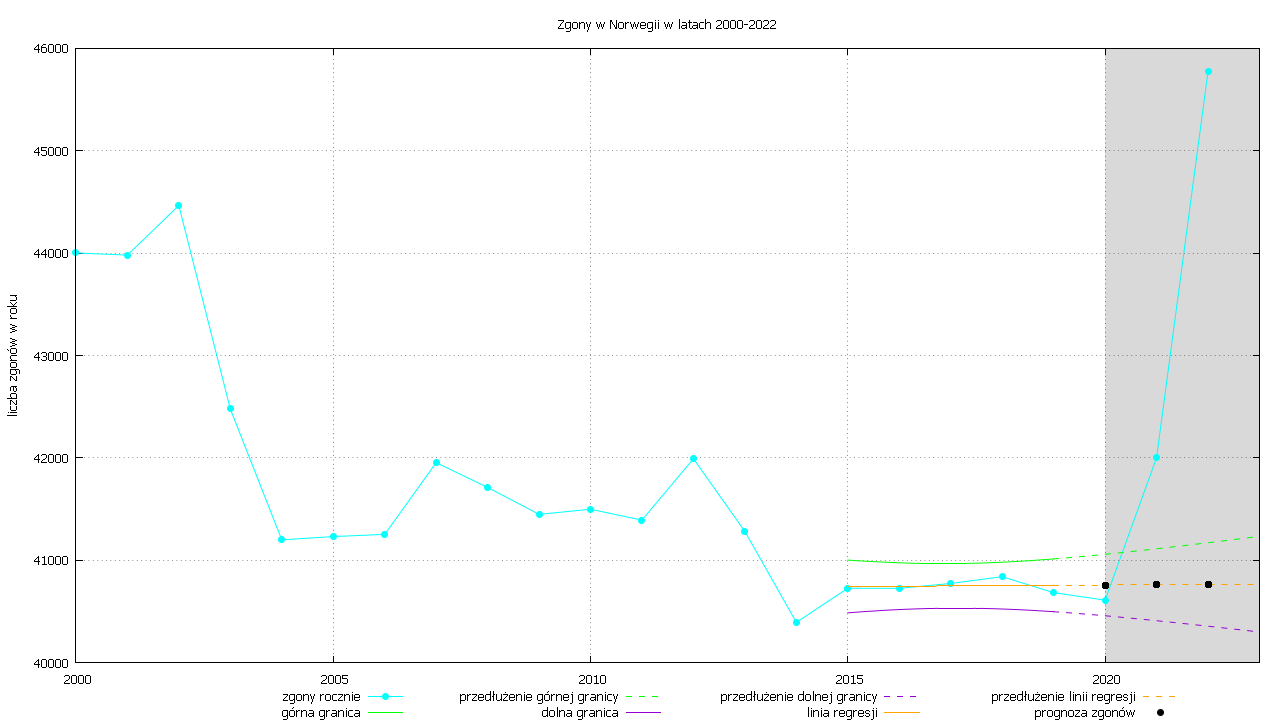 Zgony w Norwegii w latach 2000-2022
46000
45000
44000
43000
42000
41000
40000
liczba zgonów w roku
2000 2005 2010 2015 2020
zgony rocznie przedłużenie górnej granicy przedłużenie dolnej granicy przedłużenie linii regresji
górna granica dolna granica linia regresji prognoza zgonów